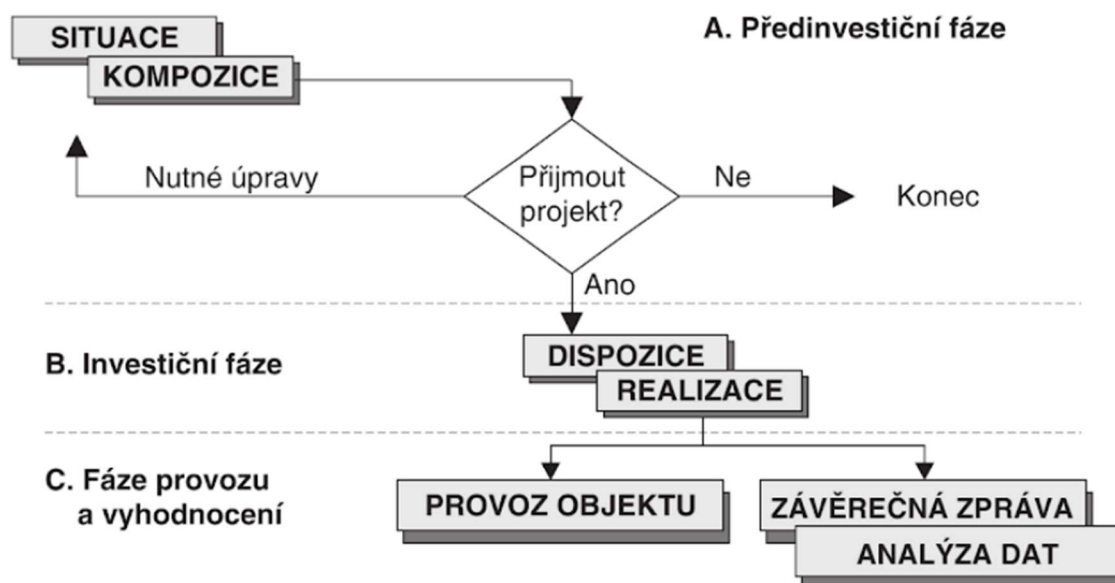 SITUACE
A. Předinvestiční fáze
KOMPOZICE
Nutné úpravy
Přijmout
projekt?
Ne
Konec
Ano
B. Investiční fáze
DISPOZICE
REALIZACE
C. Fáze provozu
a vyhodnocení
PROVOZ OBJEKTU
ZÁVĚREČNÁ ZPRÁVA
ANALÝZA DAT